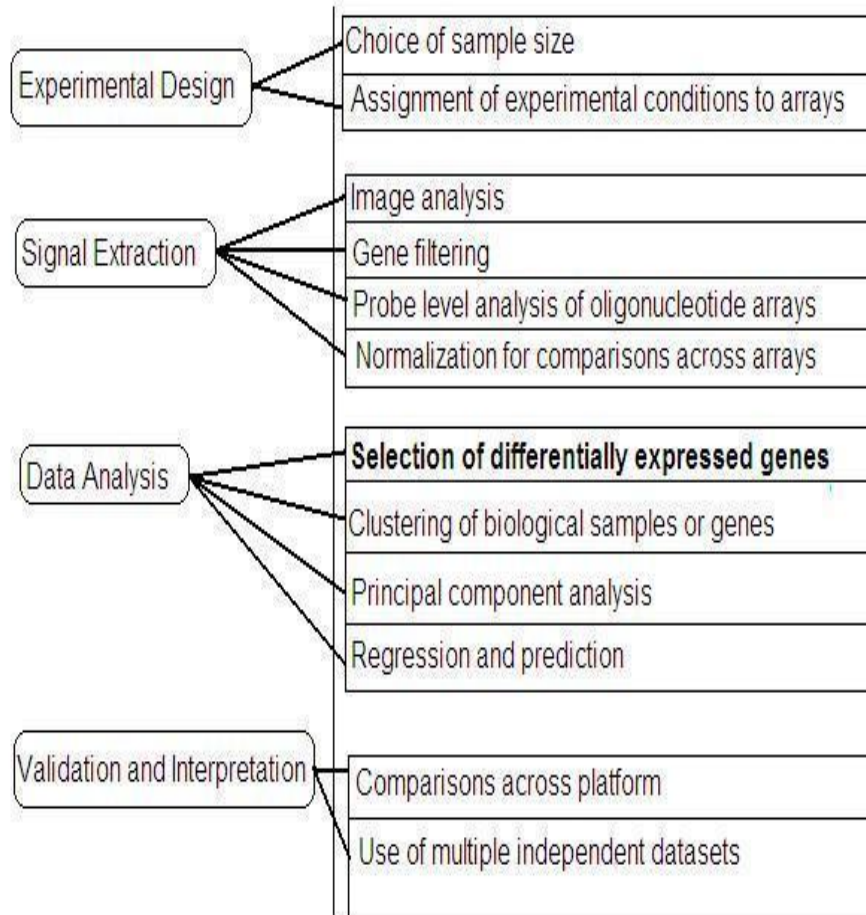 Experimental Design
Choice of sample size
Assignment of experimental conditions to arrays
Signal Extraction
Image analysis
Gene filtering
Probe level analysis of oligonucleotide arrays
Normalization for comparisons across arrays
Data Analysis
Selection of differentially expressed genes
Clustering of biological samples or genes
Principal component analysis
Regression and prediction
Validation and Interpretation
Comparisons across platform
Use of multiple independent datasets